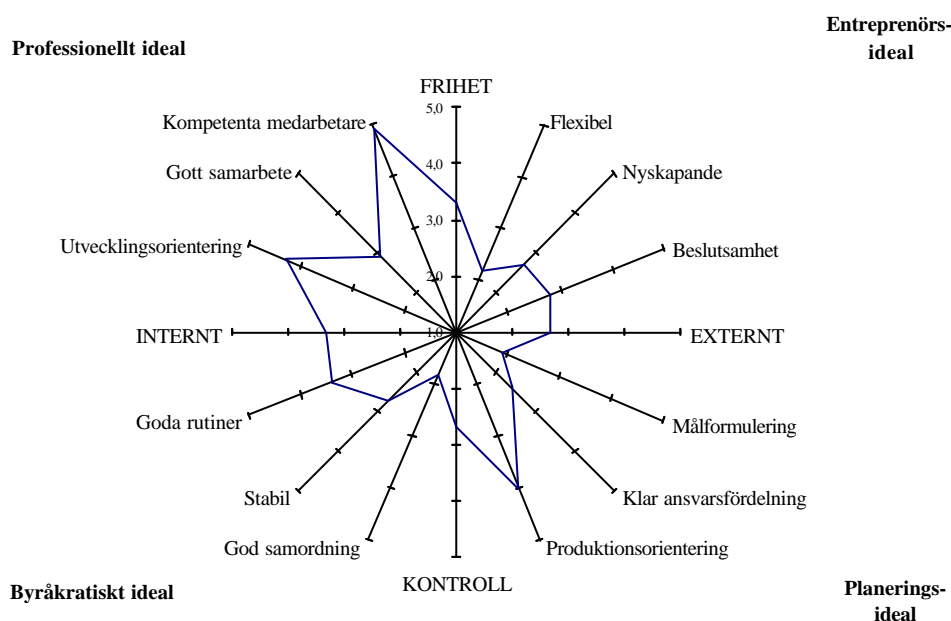 Entreprenörs-
ideal
Professionellt ideal
FRIHET
5,0
Kompetenta medarbetare
Flexibel
4,0
Gott samarbete
Nyskapande
3,0
Utvecklingsorientering
Beslutsamhet
2,0
INTERNT
1,0
EXTERNT
Goda rutiner
Målformulering
Stabil
Klar ansvarsfördelning
God samordning
Produktionsorientering
KONTROLL
Byråkratiskt ideal
Planerings-
ideal